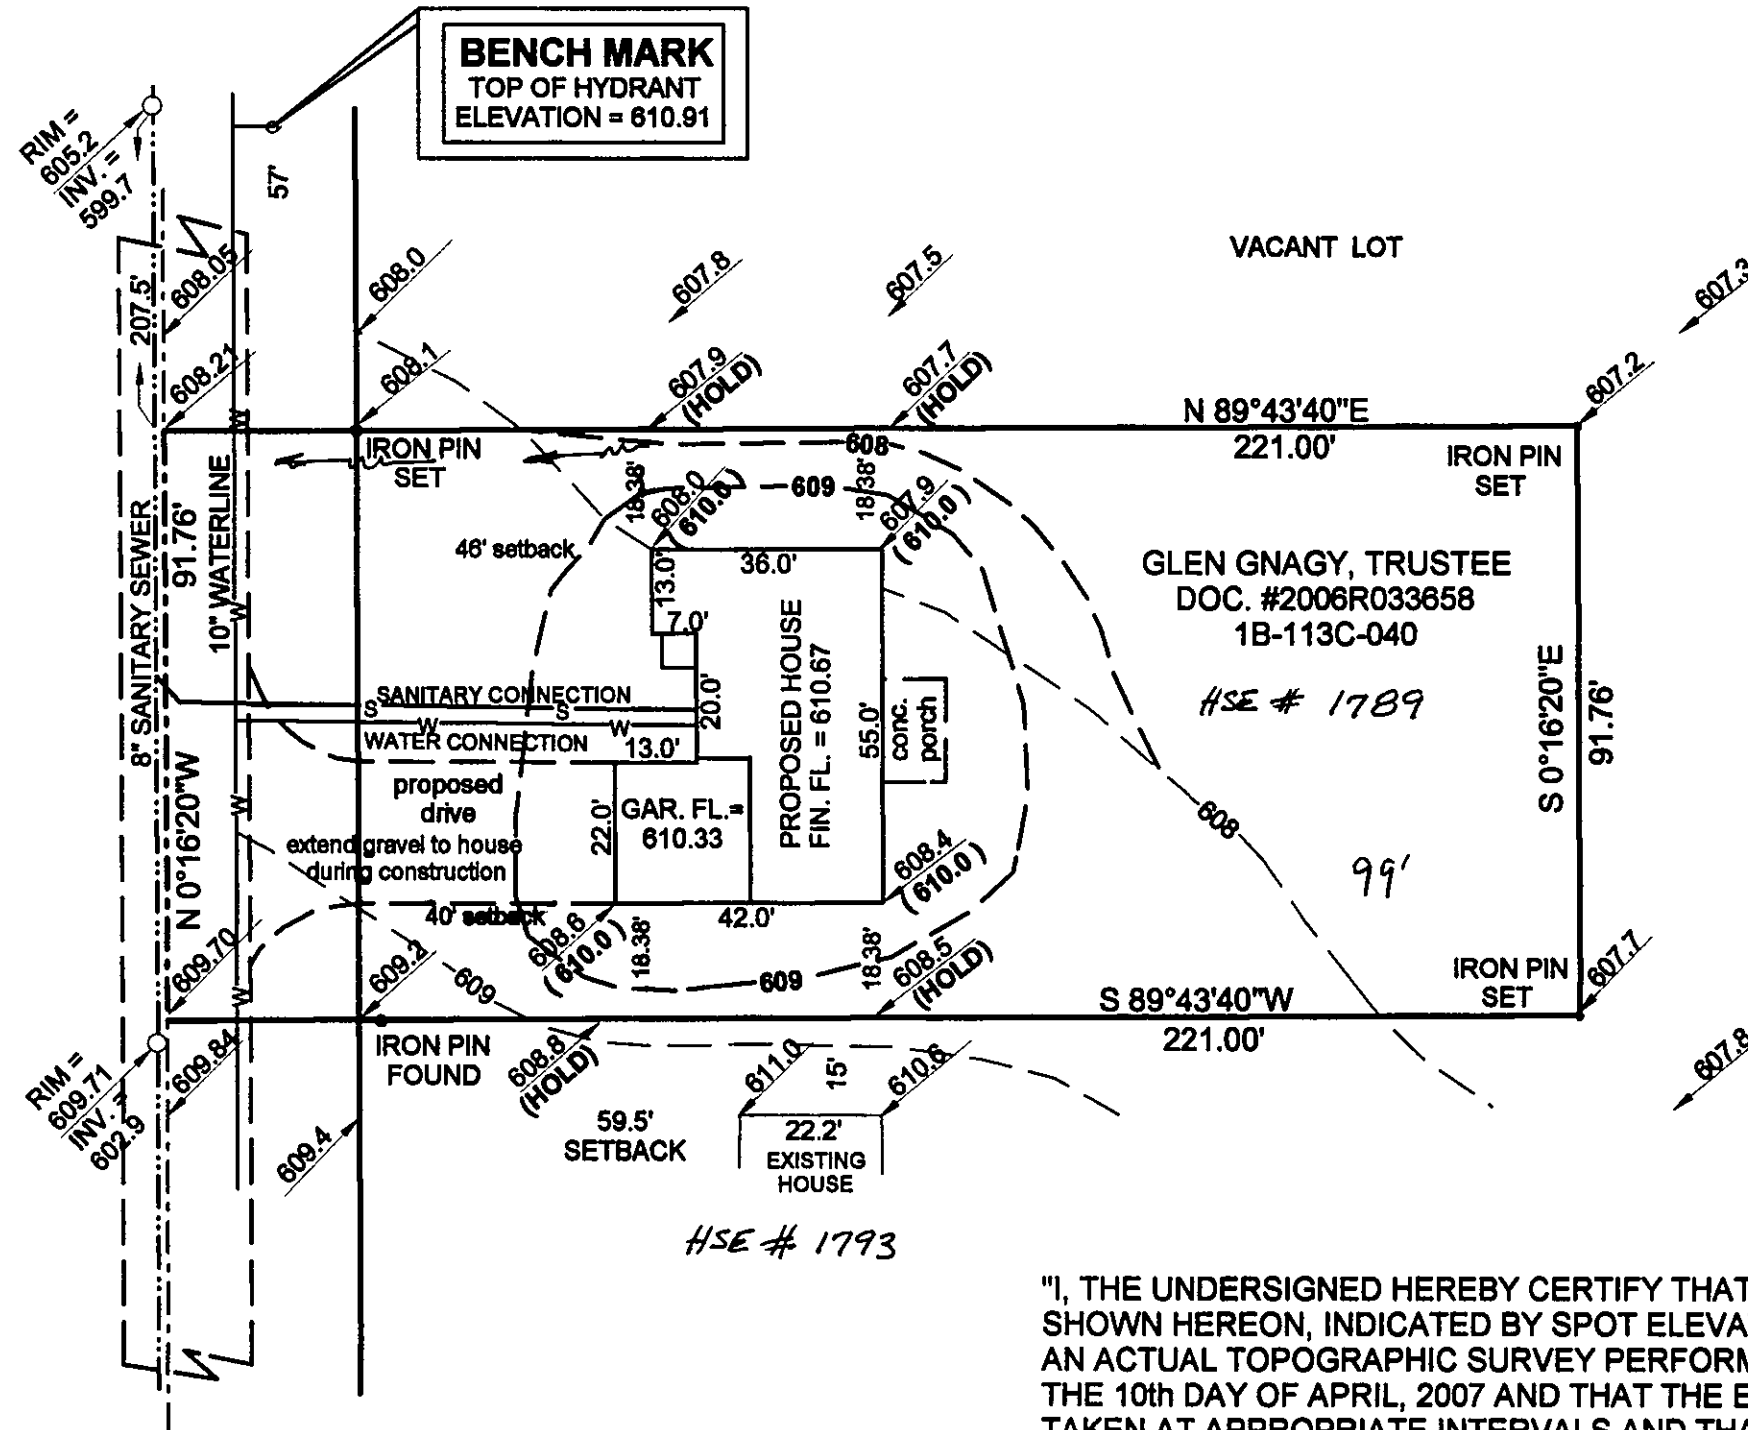 BENCH MARK
TOP OF HYDRANT
ELEVATION = 610.91
RIM =
605.2
INV. =
599.7
57'
207.5'
608.05
608.0
607.8
607.5
VACANT LOT
607.3
608.21
608.1
607.9
(HOLD)
607.7
(HOLD)
607.2
N 89°43'40"E
221.00'
IRON PIN
SET
608
IRON PIN
SET
8" SANITARY SEWER
91.76'
10" WATERLINE
W
W
W
W
N 0°16'20"W
18.38'
608.0
(610.0)
609
18.38'
607.9
(610.0)
46' setback
13.0'
36.0'
7.0'
GLEN GNAGY, TRUSTEE
DOC. #2006R033658
1B-113C-040
HSE # 1789
SANITARY CONNECTION
S
S
W
W
WATER CONNECTION
13.0'
20.0'
PROPOSED HOUSE
FIN. FL. = 610.67
55.0'
conc.
porch
S 0°16'20"E
91.76'
proposed
drive
extend gravel to house
during construction
22.0'
GAR. FL.=
610.33
608
608.4
(610.0)
99'
40' setback
42.0'
609.70
609.2
609
608.6
(610.0)
18.38'
609
18.38'
608.5
(HOLD)
IRON PIN
SET
607.7
S 89°43'40"W
221.00'
RIM =
609.71
INV. =
602.9
609.84
IRON PIN
FOUND
608.8
(HOLD)
611.0
15'
610.6
607.8
609.4
59.5'
SETBACK
22.2'
EXISTING
HOUSE
HSE # 1793
"I, THE UNDERSIGNED HEREBY CERTIFY THAT
SHOWN HEREON, INDICATED BY SPOT ELEVA
AN ACTUAL TOPOGRAPHIC SURVEY PERFORM
THE 10th DAY OF APRIL, 2007 AND THAT THE E
TAKEN AT APPROPRIATE INTERVALS AND THA